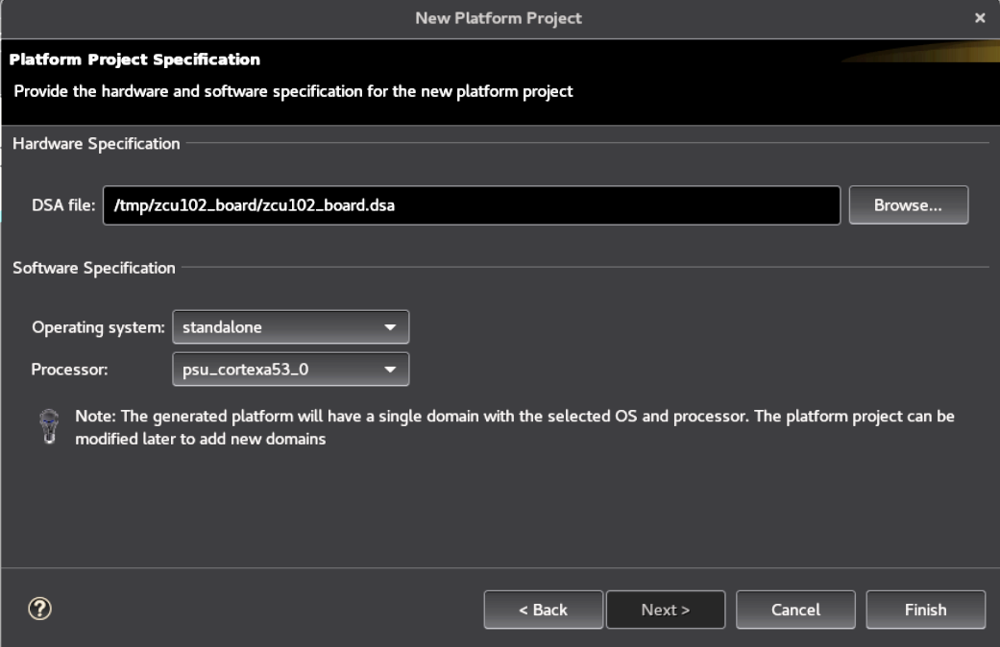 New Platform Project
Platform Project Specification
Provide the hardware and software specification for the new platform project
Hardware Specification
DSA file: /tmp/zcu102_board/zcu102_board.dsa Browse...
Software Specification
Operating system: standalone
Processor: psu_cortexa53_0
Note: The generated platform will have a single domain with the selected OS and processor. The platform project can be
modified later to add new domains
< Back Next > Cancel Finish